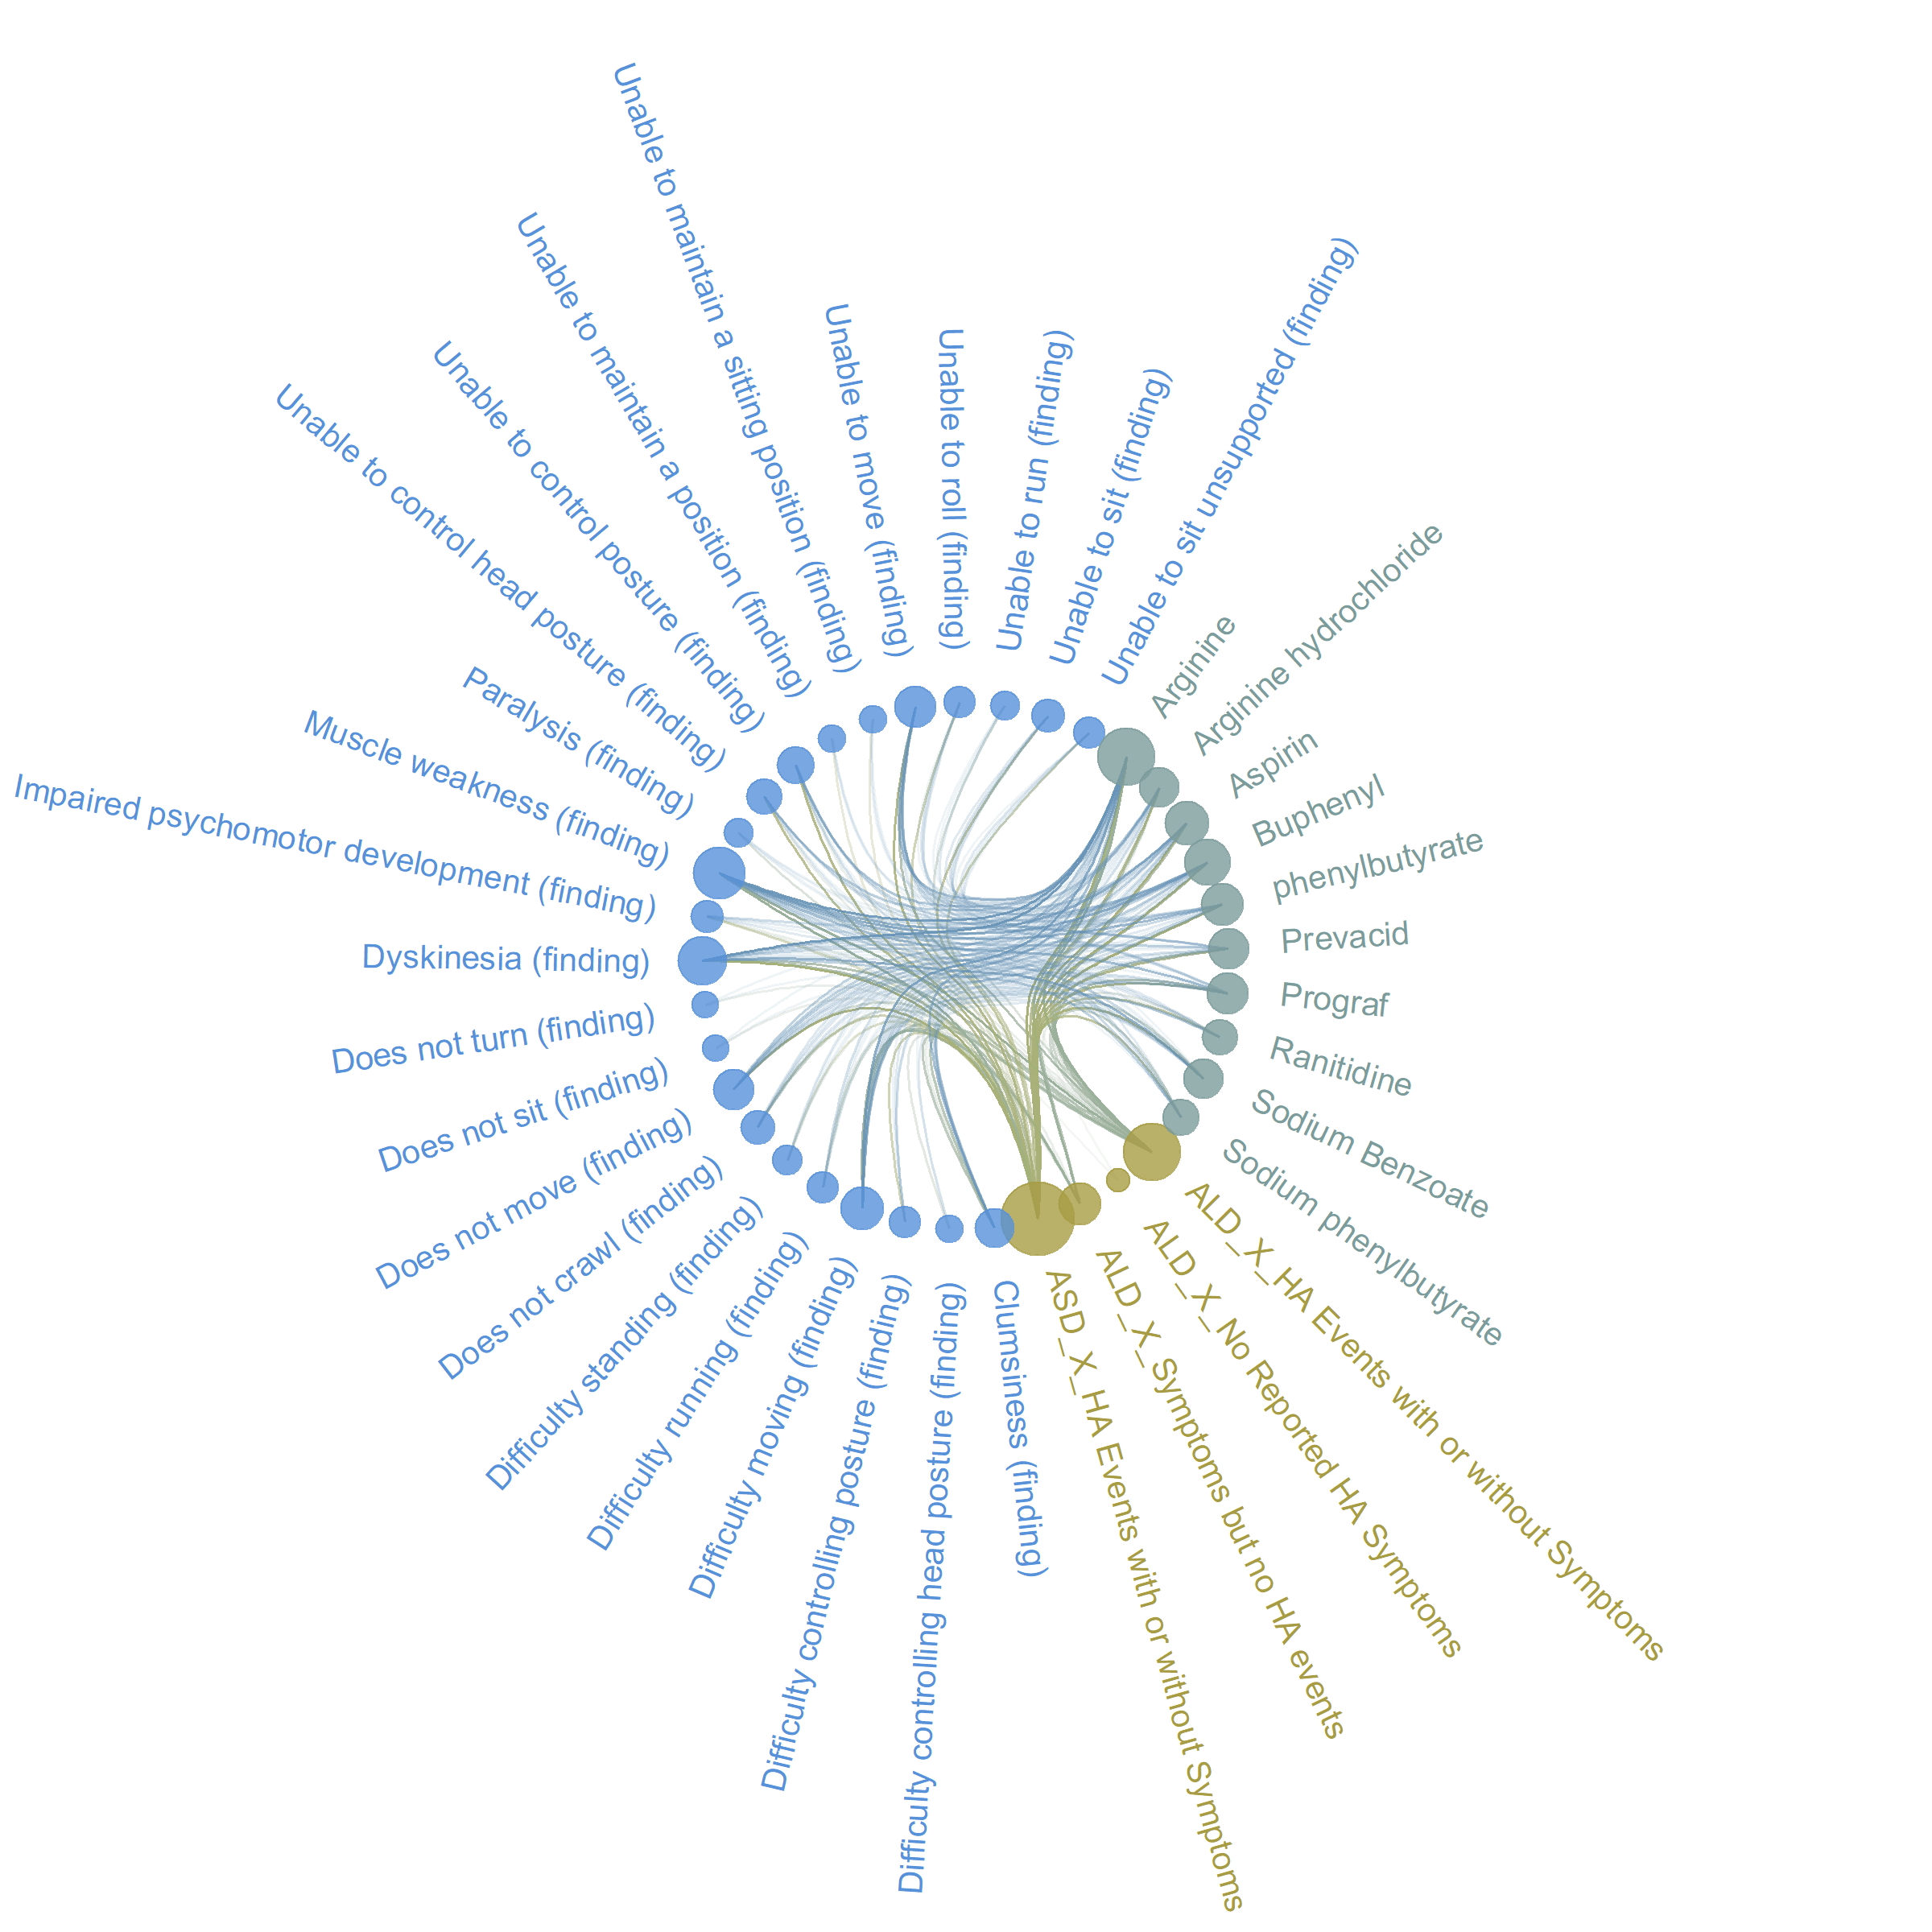 Unable to maintain a sitting position (finding)
Unable to move (finding)
Unable to roll (finding)
Unable to run (finding)
Unable to sit (finding)
Unable to sit unsupported (finding)
Arginine
Arginine hydrochloride
Aspirin
Buphenyl
phenylbutyrate
Prevacid
Prograf
Ranitidine
Sodium Benzoate
Sodium phenylbutyrate
ALD_X_HA Events with or without Symptoms
ALD_X_ No Reported HA Symptoms
ALD_X_ Symptoms but no HA events
ASD_X_HA Events with or without Symptoms
Clumsiness (finding)
Difficulty controlling head posture (finding)
Difficulty controlling posture (finding)
Difficulty moving (finding)
Difficulty running (finding)
Difficulty standing (finding)
Does not crawl (finding)
Does not move (finding)
Does not sit (finding)
Does not turn (finding)
Dyskinesia (finding)
Impaired psychomotor development (finding)
Muscle weakness (finding)
Paralysis (finding)
Unable to control head posture (finding)
Unable to control posture (finding)
Unable to maintain a position (finding)